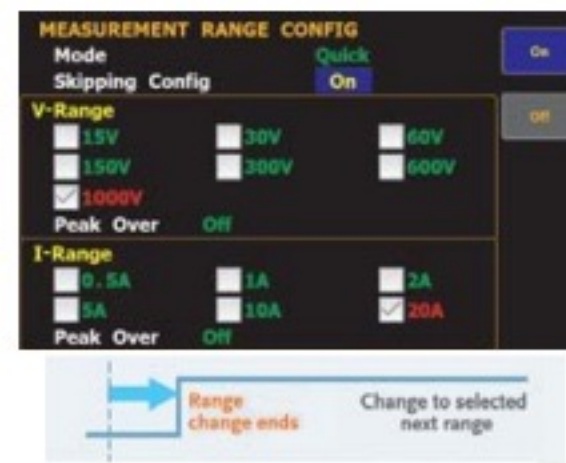 MEASUREMENT RANGE CONFIG
Mode Quick
On
Skipping Config On
V-Range
Off
15V 30V 60V
150V 300V 600V
1000V
Peak Over Off
I-Range
0.5A 1A 2A
5A 10A 20A
Peak Over Off
Range Change to selected
change ends next range